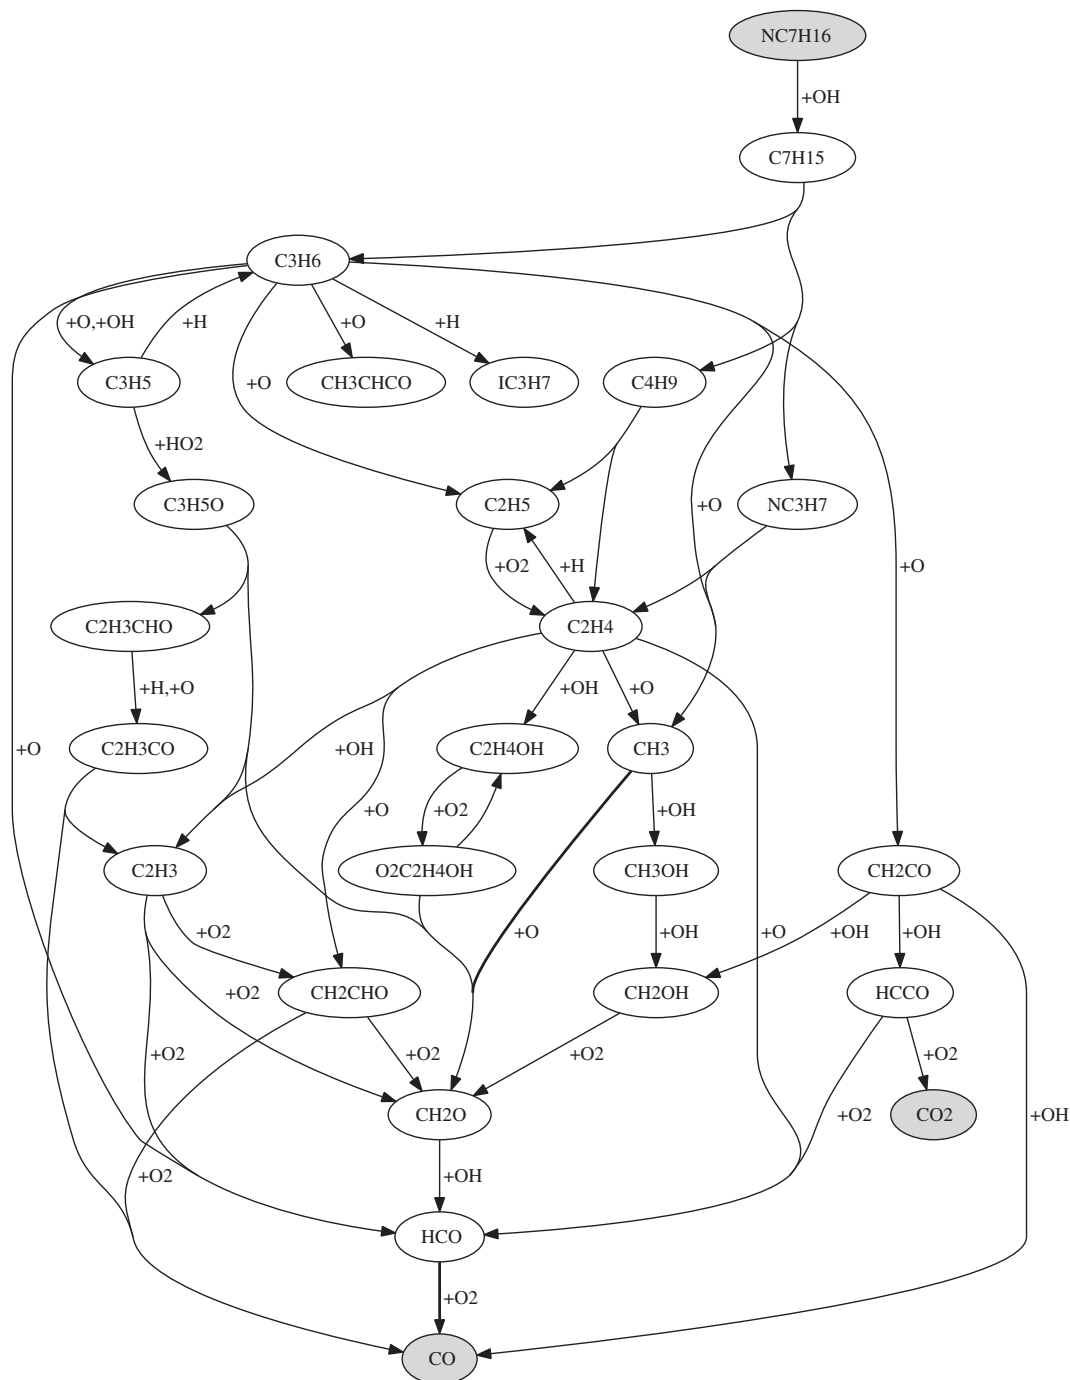 NC7H16
+OH
C7H15
C3H6
+O,+OH
+H
+O
+H
C3H5
+O
CH3CHCO
IC3H7
C4H9
+HO2
C3H5O
C2H5
+O
NC3H7
+O2
+H
+O
C2H3CHO
C2H4
+H,+O
+OH
+O
C2H3CO
+O
+OH
C2H4OH
CH3
+O
+O2
+OH
C2H3
O2C2H4OH
CH3OH
CH2CO
+O2
+O
+OH
+O
+OH
+OH
+O2
CH2CHO
CH2OH
HCCO
+O2
+O2
+O2
+O2
CH2O
+O2
CO2
+OH
+O2
+OH
HCO
+O2
CO